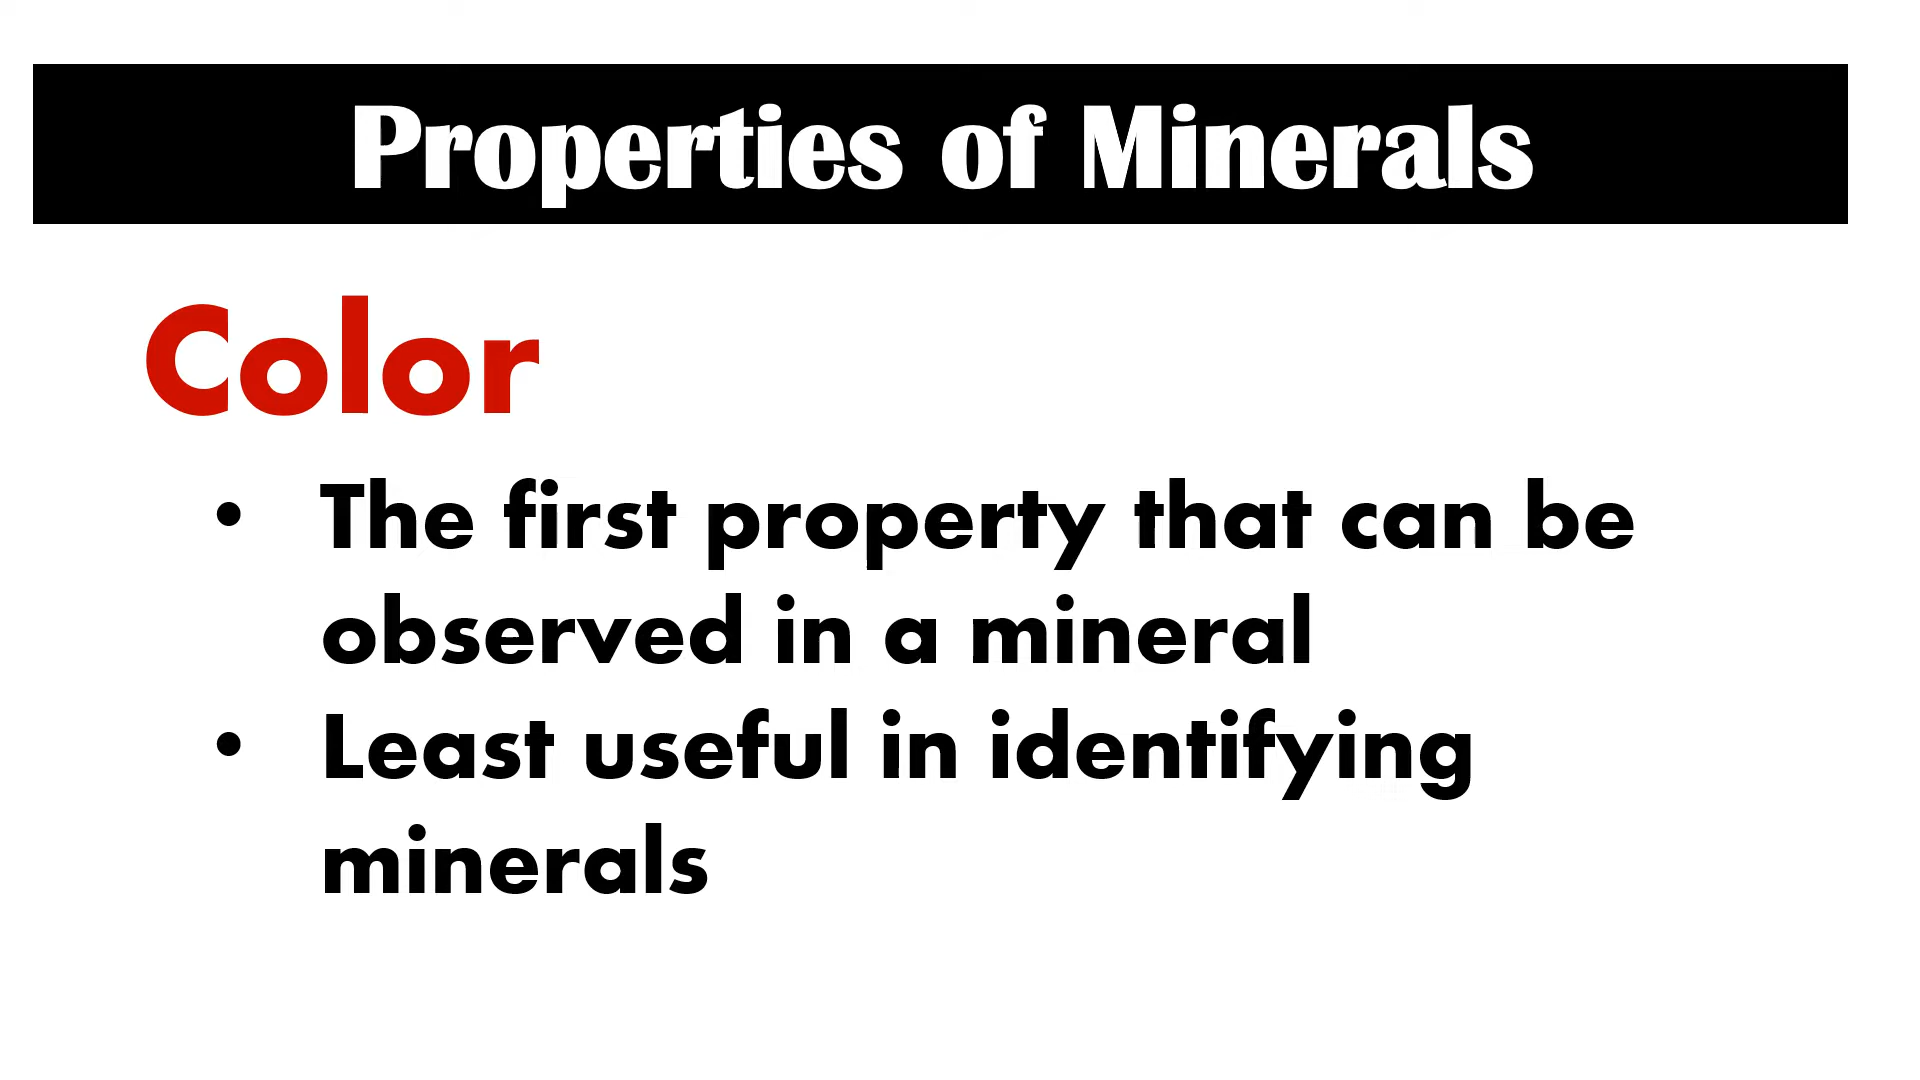 Properties of Minerals
Color
• The first property that can be
observed in a mineral
• Least useful in identifying
minerals